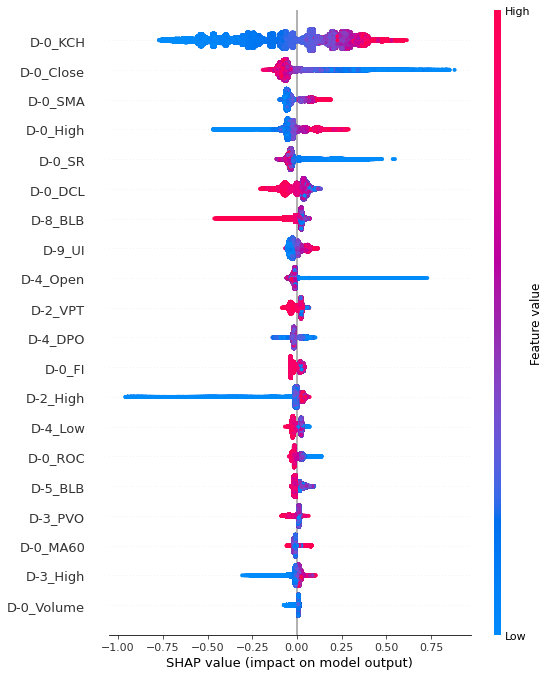 High
D-0_KCH
D-0_Close
D-0_SMA
D-0_High
D-0_SR
D-0_DCL
D-8_BLB
D-9_UI
D-4_Open
D-2_VPT
D-4_DPO
D-0_FI
D-2_High
D-4_Low
D-0_ROC
D-5_BLB
D-3_PVO
D-0_MA60
D-3_High
D-0_Volume
Feature value
Low
−1.00 −0.75 −0.50 −0.25 0.00 0.25 0.50 0.75
SHAP value (impact on model output)